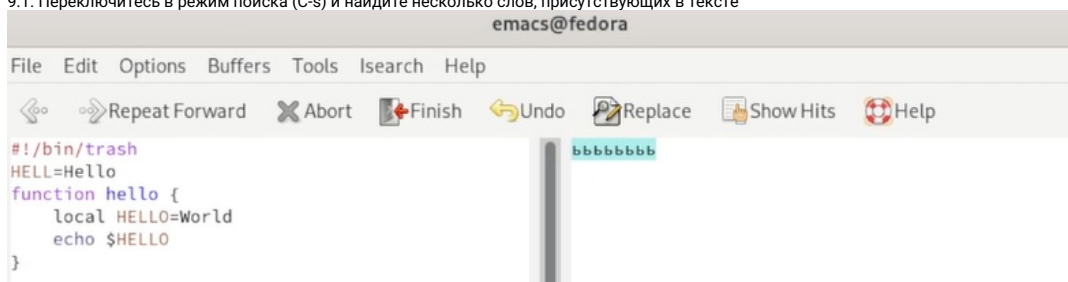 9.1. Переключитесь в режим поиска (C-s) и найдите несколько слов, присутствующих в тексте
emacs@fedora
File Edit Options Buffers Tools Isearch Help
Repeat Forward Abort Finish Undo Replace Show Hits Help
#!/bin/trash
HELL=Hello
function hello {
    local HELLO=World
    echo $HELLO
}
ьььььььь